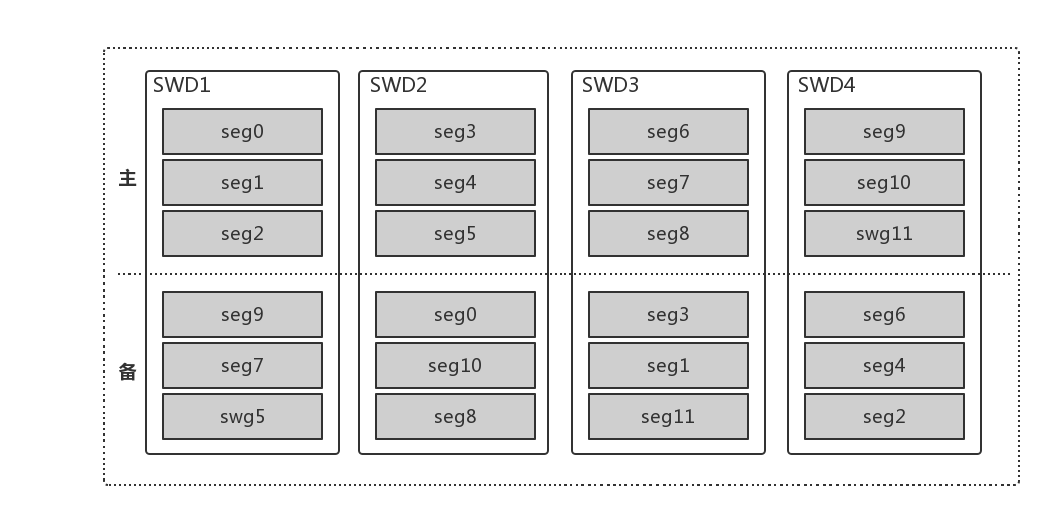 SWD1 SWD2 SWD3 SWD4
seg0 seg3 seg6 seg9
主
seg1 seg4 seg7 seg10
seg2 seg5 seg8 swg11
seg9 seg0 seg3 seg6
备
seg7 seg10 seg1 seg4
swg5 seg8 seg11 seg2